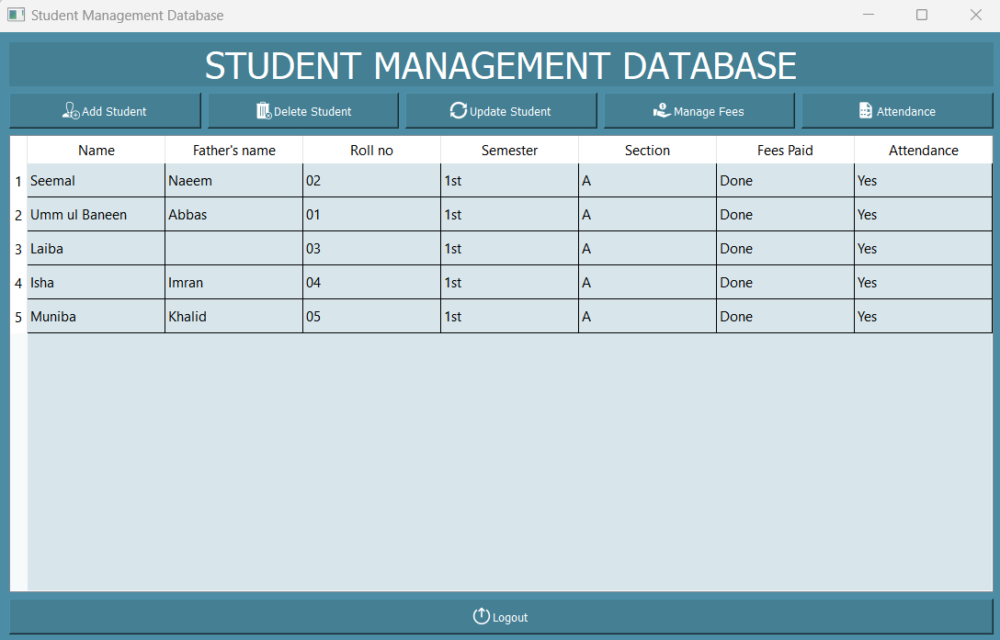 Student Management Database
STUDENT MANAGEMENT DATABASE
Add Student Delete Student Update Student Manage Fees Attendance
Name Father's name Roll no Semester Section Fees Paid Attendance
1 Seemal Naeem 02 1st A Done Yes
2 Umm ul Baneen Abbas 01 1st A Done Yes
3 Laiba 03 1st A Done Yes
4 Isha Imran 04 1st A Done Yes
5 Muniba Khalid 05 1st A Done Yes
Logout